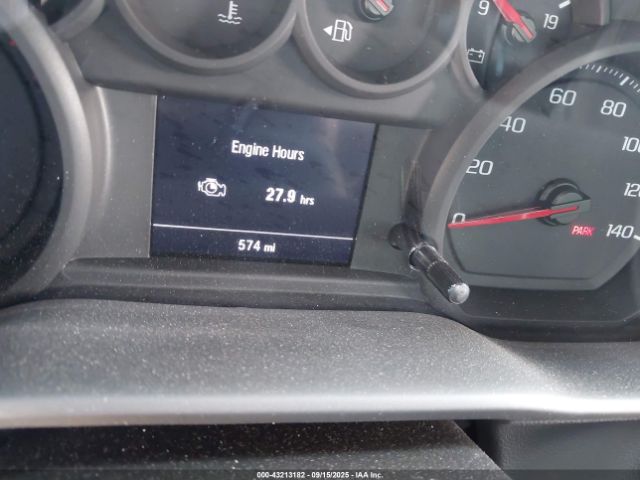 9 19
Engine Hours
27.9 hrs
574 mi
0 20 40 60 80 100 120 140
PARK
000-43213182 - 09/15/2025 - IAA Inc.